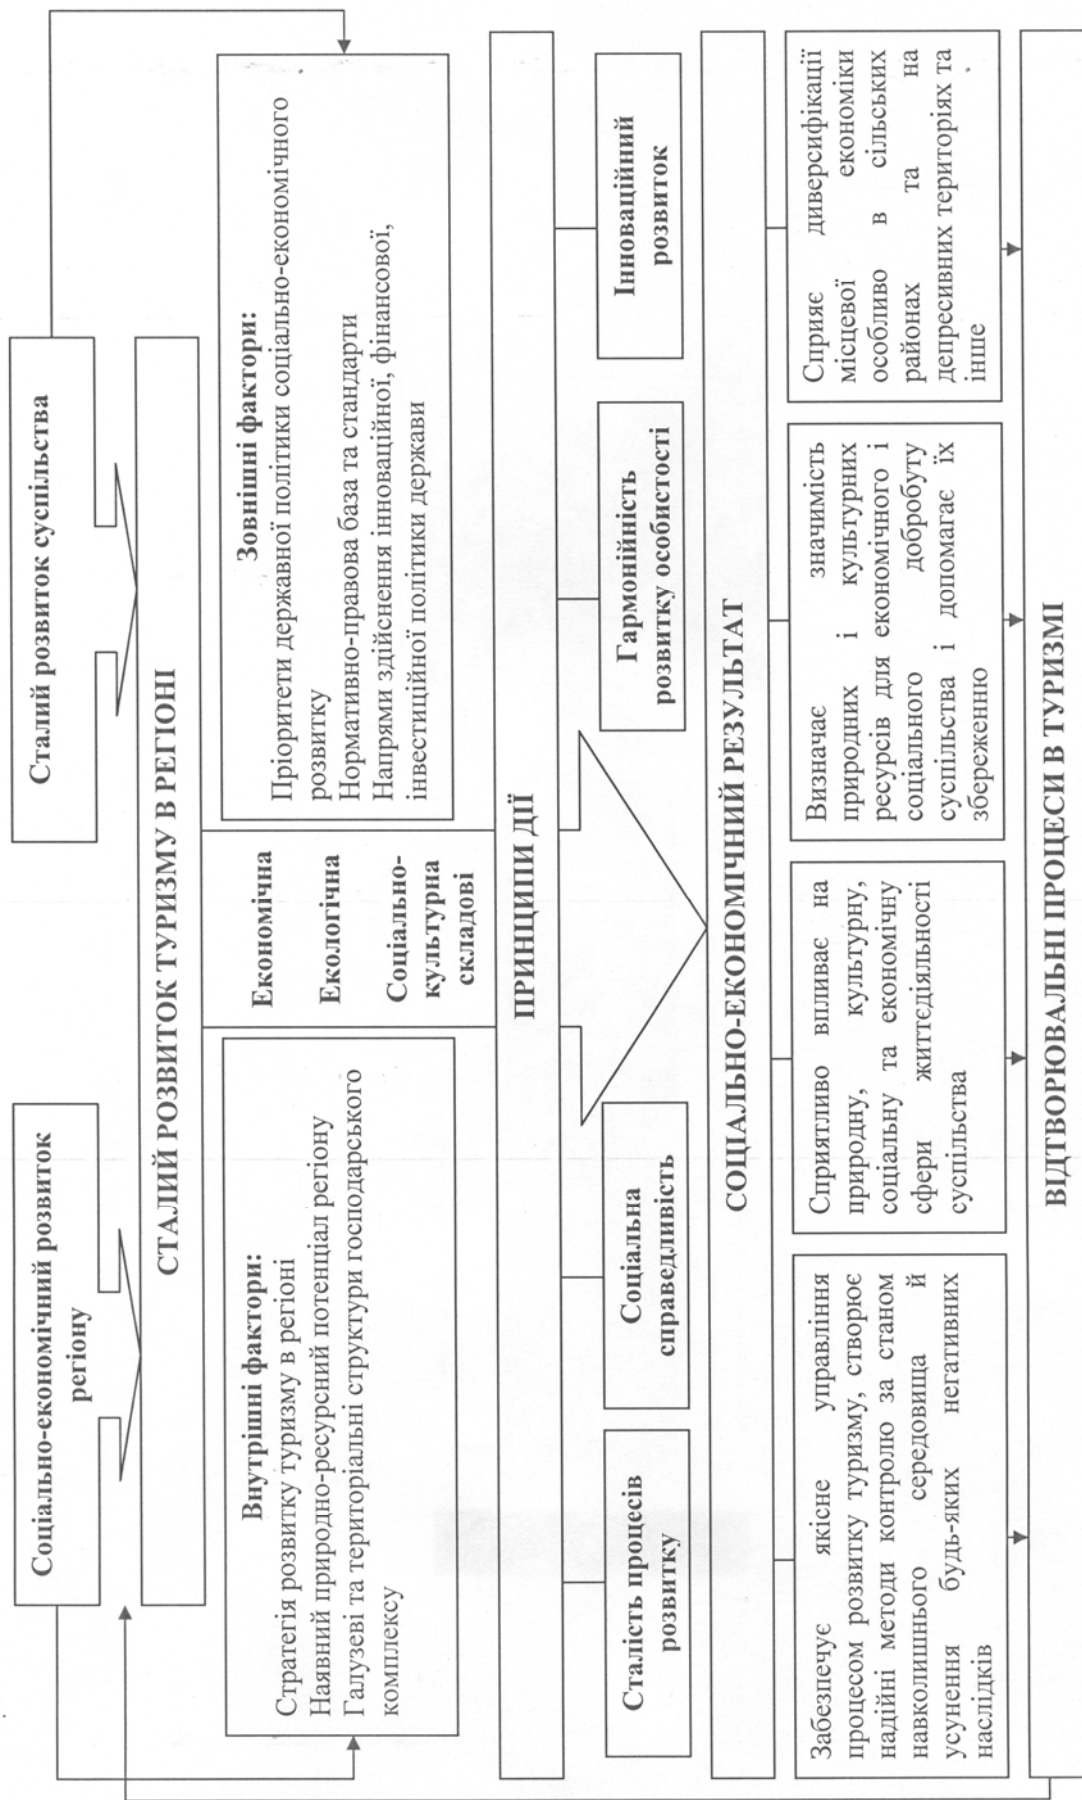 Соціально-економічний розвиток
регіону
Сталий розвиток суспільства
СТАЛИЙ РОЗВИТОК ТУРИЗМУ В РЕГІОНІ
Внутрішні фактори:
Стратегія розвитку туризму в регіоні
Наявний природно-ресурсний потенціал регіону
Галузеві та територіальні структури господарського
комплексу
Економічна
Екологічна
Соціально-
культурна
складові
Зовнішні фактори:
Пріоритети державної політики соціально-економічного
розвитку
Нормативно-правова база та стандарти
Напрями здійснення інноваційної, фінансової,
інвестиційної політики держави
ПРИНЦИПИ ДІЇ
Сталість процесів
розвитку
Соціальна
справедливість
Гармонійність
розвитку особистості
Інноваційний
розвиток
СОЦІАЛЬНО-ЕКОНОМІЧНИЙ РЕЗУЛЬТАТ
Забезпечує якісне управління
процесом розвитку туризму, створює
надійні методи контролю за станом
навколишнього середовища й
усунення будь-яких негативних
наслідків
Сприятливо впливає на
природну, культурну,
соціальну та економічну
сфери життєдіяльності
суспільства
Визначає значимість
природних і культурних
ресурсів для економічного і
соціального добробуту
суспільства і допомагає їх
збереженню
Сприяє диверсифікації
місцевої економіки
особливо в сільських
районах та на
депресивних територіях та
інше
ВІДТВОРЮВАЛЬНІ ПРОЦЕСИ В ТУРИЗМІ